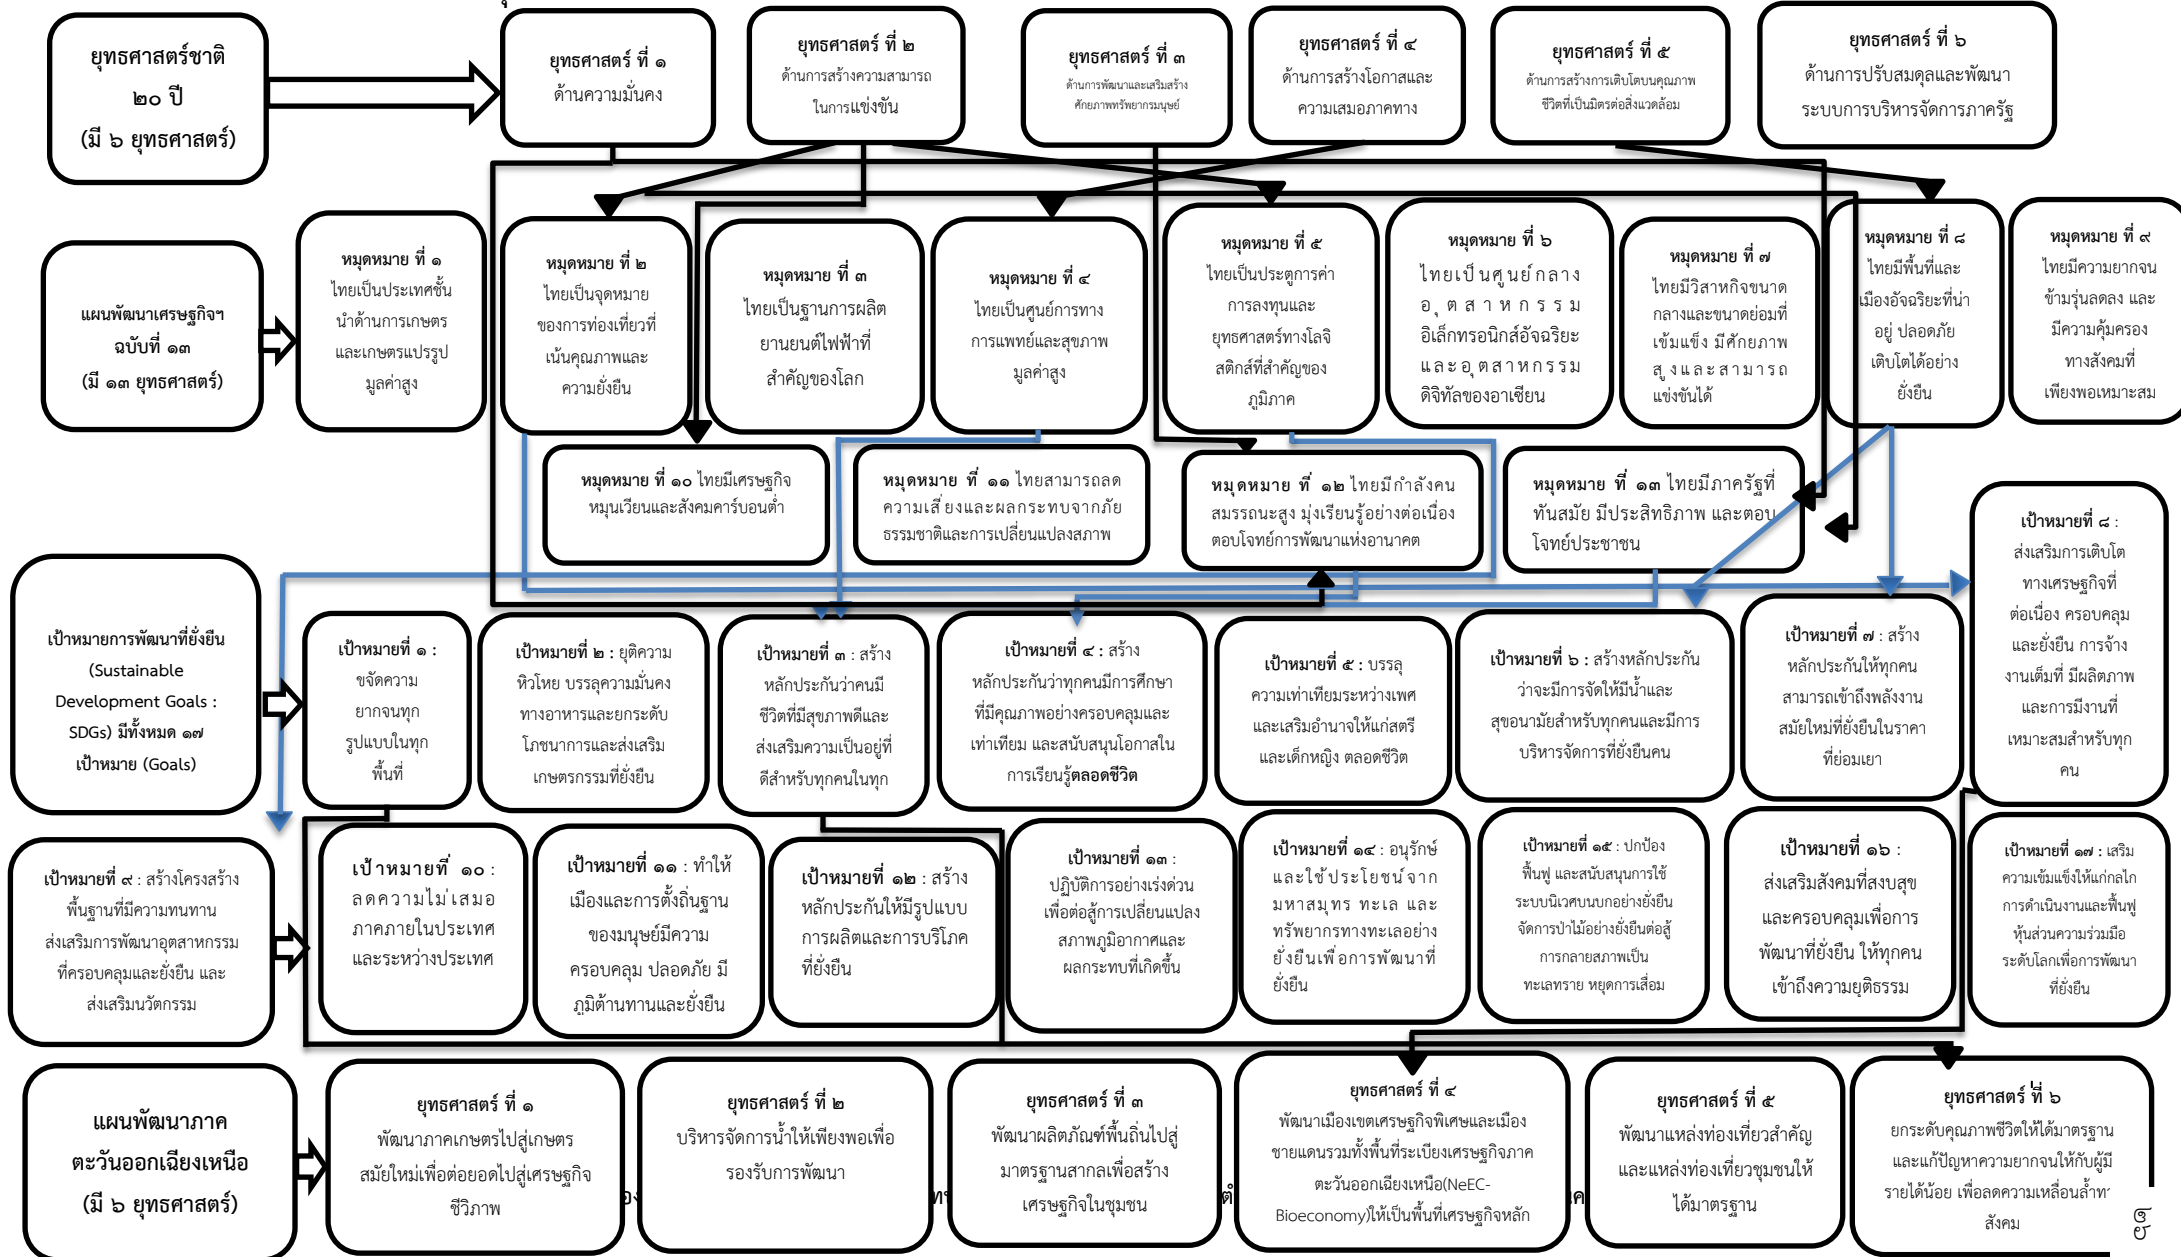 ยุทธศาสตร์ชาติ
๒๐ ปี
(มี ๖ ยุทธศาสตร์)
ยุทธศาสตร์ ที่ ๑
ด้านความมั่นคง
ยุทธศาสตร์ ที่ ๒
ด้านการสร้างความสามารถ
ในการแข่งขัน
ยุทธศาสตร์ ที่ ๓
ด้านการพัฒนาและเสริมสร้าง
ศักยภาพทรัพยากรมนุษย์
ยุทธศาสตร์ ที่ ๔
ด้านการสร้างโอกาสและ
ความเสมอภาคทาง
ยุทธศาสตร์ ที่ ๕
ด้านการสร้างการเติบโตบนคุณภาพ
ชีวิตที่เป็นมิตรต่อสิ่งแวดล้อม
ยุทธศาสตร์ ที่ ๖
ด้านการปรับสมดุลและพัฒนา
ระบบการบริหารจัดการภาครัฐ
แผนพัฒนาเศรษฐกิจฯ
ฉบับที่ ๑๓
(มี ๑๓ ยุทธศาสตร์)
หมุดหมาย ที่ ๑
ไทยเป็นประเทศชั้น
นำด้านการเกษตร
และเกษตรแปรรูป
มูลค่าสูง
หมุดหมาย ที่ ๒
ไทยเป็นจุดหมาย
ของการท่องเที่ยวที่
เน้นคุณภาพและ
ความยั่งยืน
หมุดหมาย ที่ ๓
ไทยเป็นฐานการผลิต
ยานยนต์ไฟฟ้าที่
สำคัญของโลก
หมุดหมาย ที่ ๔
ไทยเป็นศูนย์การทาง
การแพทย์และสุขภาพ
มูลค่าสูง
หมุดหมาย ที่ ๕
ไทยเป็นประตูการค่า
การลงทุนและ
ยุทธศาสตร์ทางโลจิ
สติกส์ที่สำคัญของ
ภูมิภาค
หมุดหมาย ที่ ๖
ไทยเป็นศูนย์กลาง
อุตสาหกรรม
อิเล็กทรอนิกส์อัจฉริยะ
และอุตสาหกรรม
ดิจิทัลของอาเซียน
หมุดหมาย ที่ ๗
ไทยมีวิสาหกิจขนาด
กลางและขนาดย่อมที่
เข้มแข็ง มีศักยภาพ
สูงและสามารถ
แข่งขันได้
หมุดหมาย ที่ ๘
ไทยมีพื้นที่และ
เมืองอัจฉริยะที่น่า
อยู่ ปลอดภัย
เติบโตได้อย่าง
ยั่งยืน
หมุดหมาย ที่ ๙
ไทยมีความยากจน
ข้ามรุ่นลดลง และ
มีความคุ้มครอง
ทางสังคมที่
เพียงพอเหมาะสม
หมุดหมาย ที่ ๑๐ ไทยมีเศรษฐกิจ
หมุนเวียนและสังคมคาร์บอนต่ำ
หมุดหมาย ที่ ๑๑ ไทยสามารถลด
ความเสี่ยงและผลกระทบจากภัย
ธรรมชาติและการเปลี่ยนแปลงสภาพ
หมุดหมาย ที่ ๑๒ ไทยมีกำลังคน
สมรรถนะสูง มุ่งเรียนรู้อย่างต่อเนื่อง
ตอบโจทย์การพัฒนาแห่งอานาคต
หมุดหมาย ที่ ๑๓ ไทยมีภาครัฐที่
ทันสมัย มีประสิทธิภาพ และตอบ
โจทย์ประชาชน
เป้าหมายการพัฒนาที่ยั่งยืน
(Sustainable
Development Goals :
SDGs) มีทั้งหมด ๑๗
เป้าหมาย (Goals)
เป้าหมายที่ ๑ :
ขจัดความ
ยากจนทุก
รูปแบบในทุก
พื้นที่
เป้าหมายที่ ๒ : ยุติความ
หิวโหย บรรลุความมั่นคง
ทางอาหารและยกระดับ
โภชนาการและส่งเสริม
เกษตรกรรมที่ยั่งยืน
เป้าหมายที่ ๓ : สร้าง
หลักประกันว่าคนมี
ชีวิตที่มีสุขภาพดีและ
ส่งเสริมความเป็นอยู่ที่
ดีสำหรับทุกคนในทุก
เป้าหมายที่ ๔ : สร้าง
หลักประกันว่าทุกคนมีการศึกษา
ที่มีคุณภาพอย่างครอบคลุมและ
เท่าเทียม และสนับสนุนโอกาสใน
การเรียนรู้ตลอดชีวิต
เป้าหมายที่ ๕ : บรรลุ
ความเท่าเทียมระหว่างเพศ
และเสริมอำนาจให้แก่สตรี
และเด็กหญิง ตลอดชีวิต
เป้าหมายที่ ๖ : สร้างหลักประกัน
ว่าจะมีการจัดให้มีน้ำและ
สุขอนามัยสำหรับทุกคนและมีการ
บริหารจัดการที่ยั่งยืนคน
เป้าหมายที่ ๗ : สร้าง
หลักประกันให้ทุกคน
สามารถเข้าถึงพลังงาน
สมัยใหม่ที่ยั่งยืนในราคา
ที่ย่อมเยา
เป้าหมายที่ ๘ :
ส่งเสริมการเติบโต
ทางเศรษฐกิจที่
ต่อเนื่อง ครอบคลุม
และยั่งยืน การจ้าง
งานเต็มที่ มีผลิตภาพ
และการมีงานที่
เหมาะสมสำหรับทุก
คน
เป้าหมายที่ ๙ : สร้างโครงสร้าง
พื้นฐานที่มีความทนทาน
ส่งเสริมการพัฒนาอุตสาหกรรม
ที่ครอบคลุมและยั่งยืน และ
ส่งเสริมนวัตกรรม
เป้าหมายที่ ๑๐ :
ลดความไม่เสมอ
ภาคภายในประเทศ
และระหว่างประเทศ
เป้าหมายที่ ๑๑ : ทำให้
เมืองและการตั้งถิ่นฐาน
ของมนุษย์มีความ
ครอบคลุม ปลอดภัย มี
ภูมิต้านทานและยั่งยืน
เป้าหมายที่ ๑๒ : สร้าง
หลักประกันให้มีรูปแบบ
การผลิตและการบริโภค
ที่ยั่งยืน
เป้าหมายที่ ๑๓ :
ปฏิบัติการอย่างเร่งด่วน
เพื่อต่อสู้การเปลี่ยนแปลง
สภาพภูมิอากาศและ
ผลกระทบที่เกิดขึ้น
เป้าหมายที่ ๑๔ : อนุรักษ์
และใช้ประโยชน์จาก
มหาสมุทร ทะเล และ
ทรัพยากรทางทะเลอย่าง
ยั่งยืนเพื่อการพัฒนาที่
ยั่งยืน
เป้าหมายที่ ๑๕ : ปกป้อง
ฟื้นฟู และสนับสนุนการใช้
ระบบนิเวศบนบกอย่างยั่งยืน
จัดการป่าไม้อย่างยั่งยืนต่อสู้
การกลายสภาพเป็น
ทะเลทราย หยุดการเสื่อม
เป้าหมายที่ ๑๖ :
ส่งเสริมสังคมที่สงบสุข
และครอบคลุมเพื่อการ
พัฒนาที่ยั่งยืน ให้ทุกคน
เข้าถึงความยุติธรรม
เป้าหมายที่ ๑๗ : เสริม
ความเข้มแข็งให้แก่กลไก
การดำเนินงานและฟื้นฟู
หุ้นส่วนความร่วมมือ
ระดับโลกเพื่อการพัฒนา
ที่ยั่งยืน
แผนพัฒนาภาค
ตะวันออกเฉียงเหนือ
(มี ๖ ยุทธศาสตร์)
ยุทธศาสตร์ ที่ ๑
พัฒนาภาคเกษตรไปสู่เกษตร
สมัยใหม่เพื่อต่อยอดไปสู่เศรษฐกิจ
ชีวิภาพ
ยุทธศาสตร์ ที่ ๒
บริหารจัดการน้ำให้เพียงพอเพื่อ
รองรับการพัฒนา
ยุทธศาสตร์ ที่ ๓
พัฒนาผลิตภัณฑ์พื้นถิ่นไปสู่
มาตรฐานสากลเพื่อสร้าง
เศรษฐกิจในชุมชน
ยุทธศาสตร์ ที่ ๔
พัฒนาเมืองเขตเศรษฐกิจพิเศษและเมือง
ชายแดนรวมทั้งพื้นที่ระเบียงเศรษฐกิจภาค
ตะวันออกเฉียงเหนือ(NeEC-
Bioeconomy)ให้เป็นพื้นที่เศรษฐกิจหลัก
ยุทธศาสตร์ ที่ ๕
พัฒนาแหล่งท่องเที่ยวสำคัญ
และแหล่งท่องเที่ยวชุมชนให้
ได้มาตรฐาน
ยุทธศาสตร์ ที่ ๖
ยกระดับคุณภาพชีวิตให้ได้มาตรฐาน
และแก้ปัญหาความยากจนให้กับผู้มี
รายได้น้อย เพื่อลดความเหลื่อมล้ำทา
สังคม